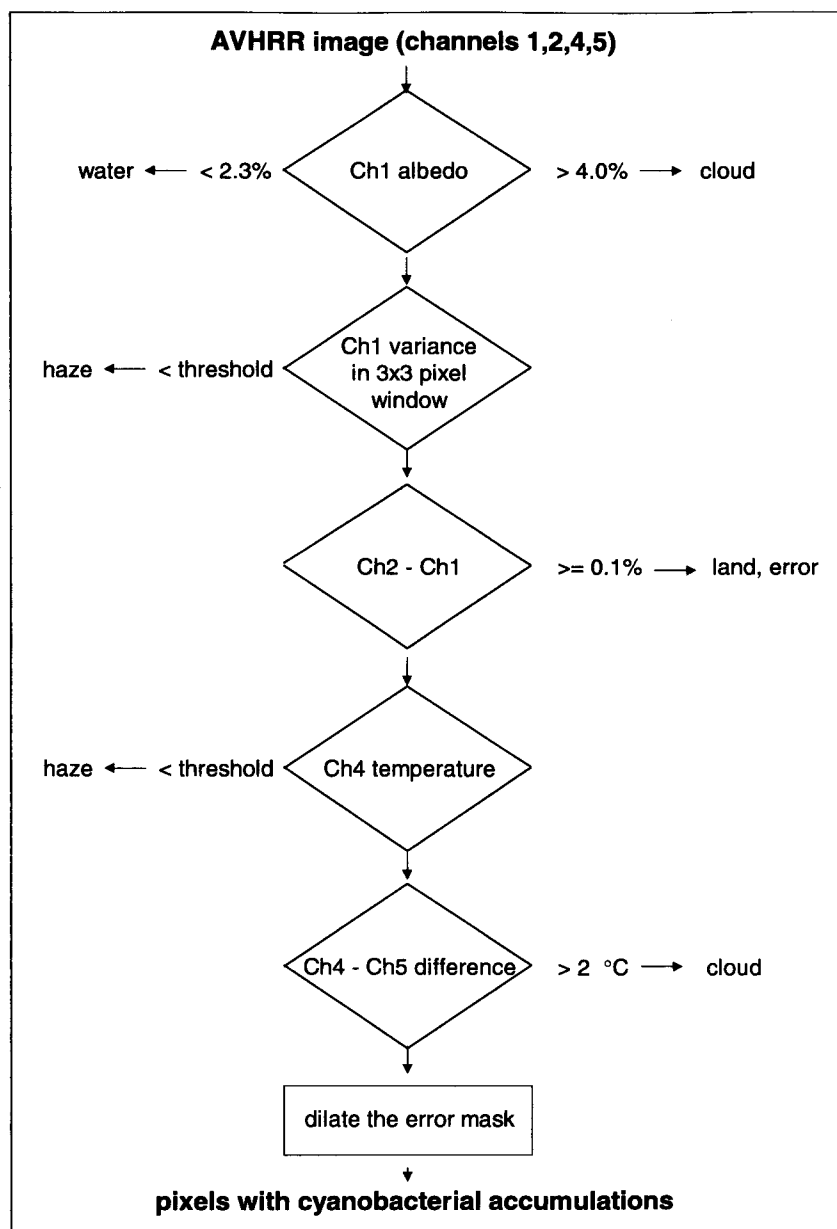 AVHRR image (channels 1,2,4,5)
water < 2.3% Ch1 albedo > 4.0% cloud
Ch1 variance
haze < threshold in 3x3 pixel
window
Ch2 - Ch1 >= 0.1% land, error
haze < threshold Ch4 temperature
Ch4 - Ch5 difference > 2 °C cloud
dilate the error mask
pixels with cyanobacterial accumulations